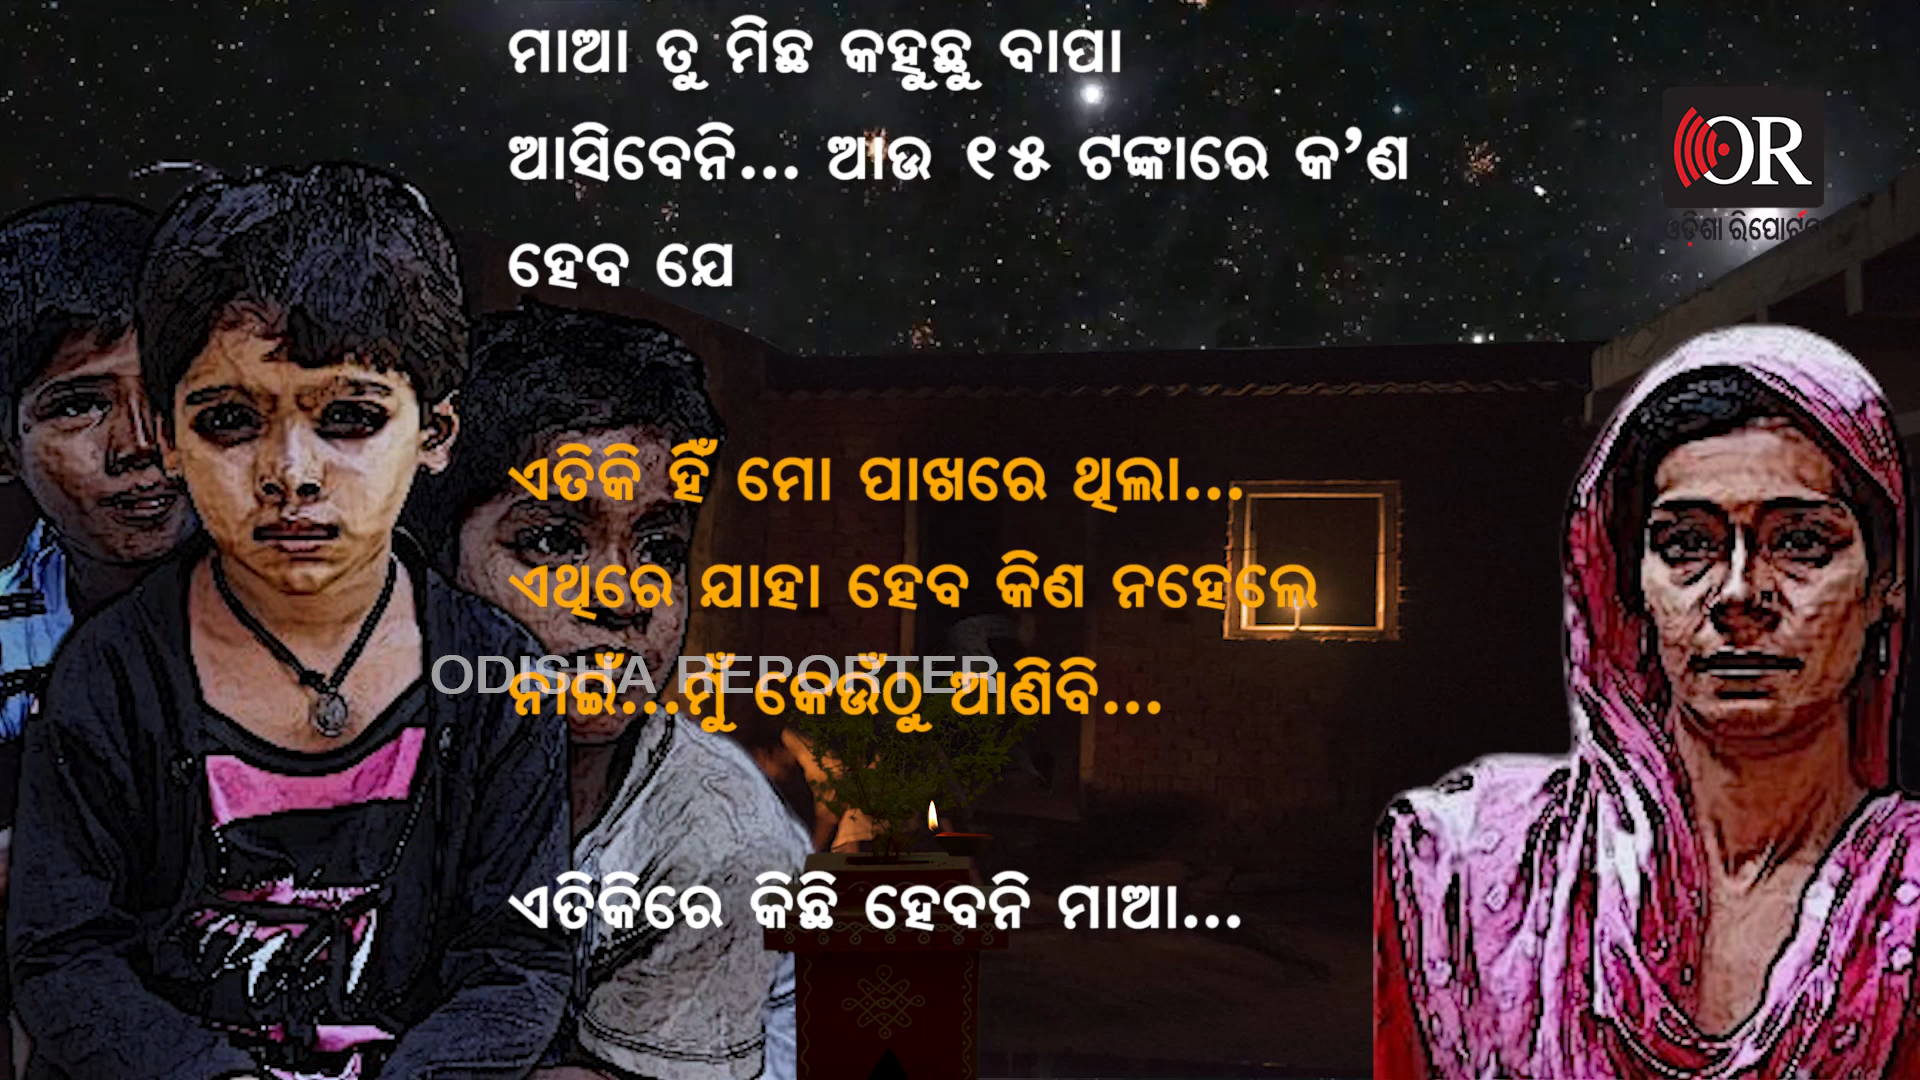 ମାଆ ତୁ ମିଛ କହୁଛୁ ବାପା
ଆସିବେନି... ଆଉ ୧୫ ଟଙ୍କାରେ କ’ଣ
ହେବ ଯେ
OR
ଓଡ଼ିଶା ରିପୋର୍ଟର
ଏତିକି ହିଁ ମୋ ପାଖରେ ଥିଲା...
ଏଥିରେ ଯାହା ହେବ କିଣ ନହେଲେ
ନାଇଁ...ମୁଁ କେଉଁଠୁ ଆଣିବି...
ODISHA REPORTER
ଏତିକିରେ କିଛି ହେବନି ମାଆ...